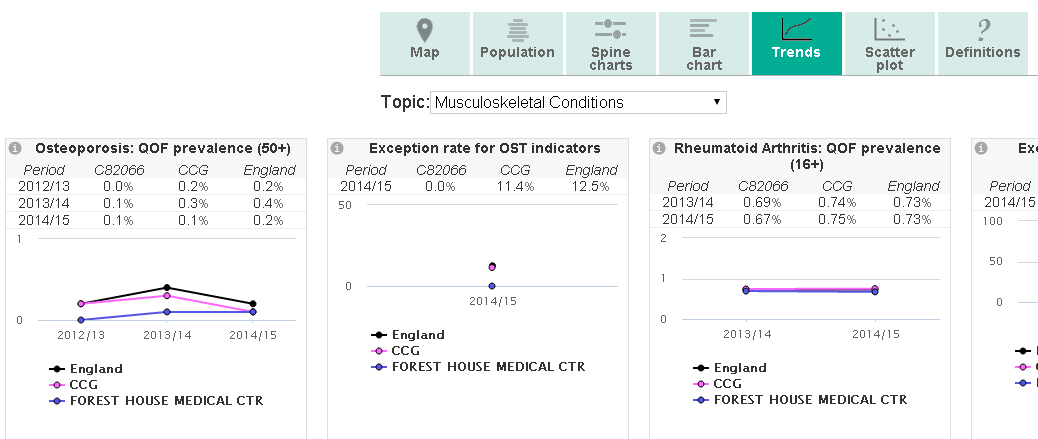 Map
Population
Spine charts
Bar chart
Trends
Scatter plot
? Definitions
Topic: Musculoskeletal Conditions
i Osteoporosis: QOF prevalence (50+)
Period C82066 CCG England
2012/13 0.0% 0.2% 0.2%
2013/14 0.1% 0.3% 0.4%
2014/15 0.1% 0.1% 0.2%
1
0
2012/13 2013/14 2014/15
England
CCG
FOREST HOUSE MEDICAL CTR
i Exception rate for OST indicators
Period C82066 CCG England
2014/15 0.0% 11.4% 12.5%
50
0
2014/15
England
CCG
FOREST HOUSE MEDICAL CTR
i Rheumatoid Arthritis: QOF prevalence
(16+)
Period C82066 CCG England
2013/14 0.69% 0.74% 0.73%
2014/15 0.67% 0.75% 0.73%
2
1
0
2013/14 2014/15
England
CCG
FOREST HOUSE MEDICAL CTR
i
Period
2014/15
100
50
0